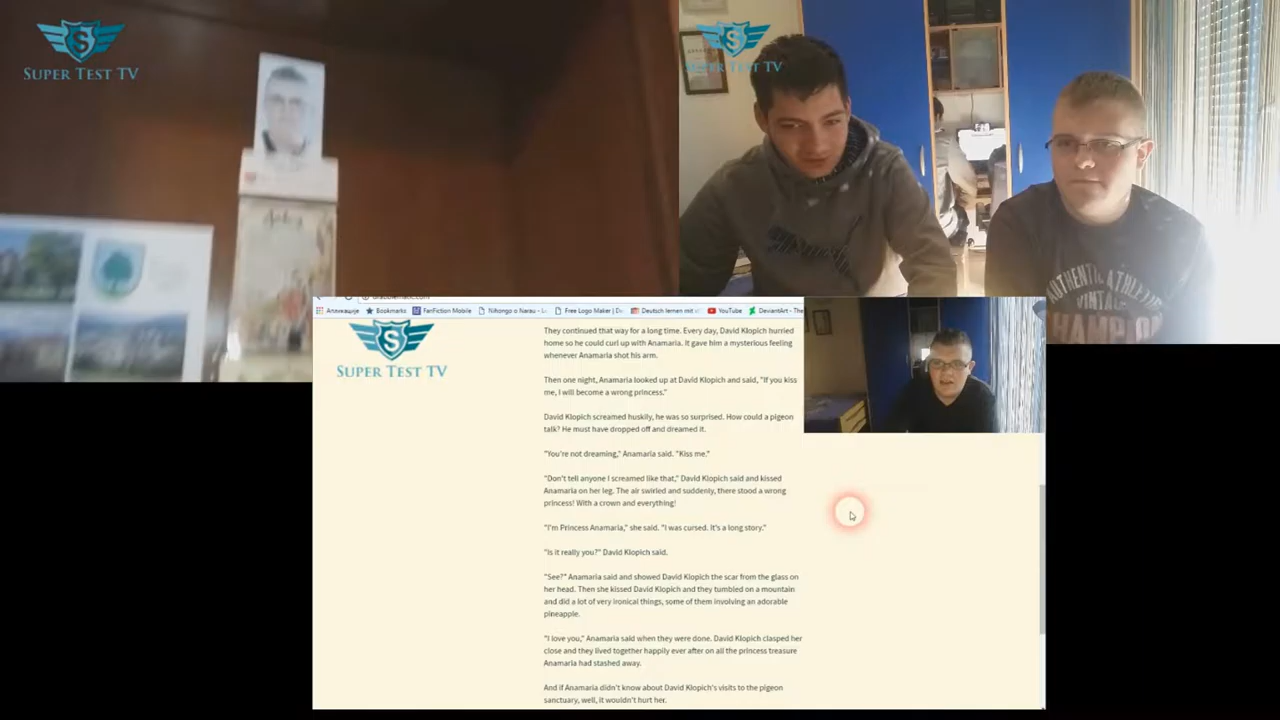 SUPER TEST TV
SUPER TEST TV
AUTHENTIC ATHLETIC
VINTAGE
Апликације Bookmarks FanFiction Mobile Free Logo Maker | De Deutsch lernen mit YouTube DeviantArt - The
SUPER TEST TV
They continued that way for a long time. Every day, David Klopich hurried
home so he could curl up with Anamaria. It gave him a mysterious feeling
whenever Anamaria shot his arm.
Then one night, Anamaria looked up at David Klopich and said, "If you kiss
me, I will become a wrong princess."
David Klopich screamed huskily, he was so surprised. How could a pigeon
talk? He must have dropped off and dreamed it.
"You're not dreaming," Anamaria said. "Kiss me."
"Don't tell anyone I screamed like that," David Klopich said and kissed
Anamaria on her leg. The air swirled and suddenly, there stood a wrong
princess! With a crown and everything!
"I'm Princess Anamaria," she said. "I was cursed. It's a long story."
"Is it really you?" David Klopich said.
"See?" Anamaria said and showed David Klopich the scar from the glass on
her head. Then she kissed David Klopich and they tumbled on a mountain
and did a lot of very ironical things, some of them involving an adorable
pineapple.
"I love you," Anamaria said when they were done. David Klopich clasped her
close and they lived together happily ever after on all the princess treasure
Anamaria had stashed away.
And if Anamaria didn't know about David Klopich's visits to the pigeon
sanctuary, well, it wouldn't hurt her.